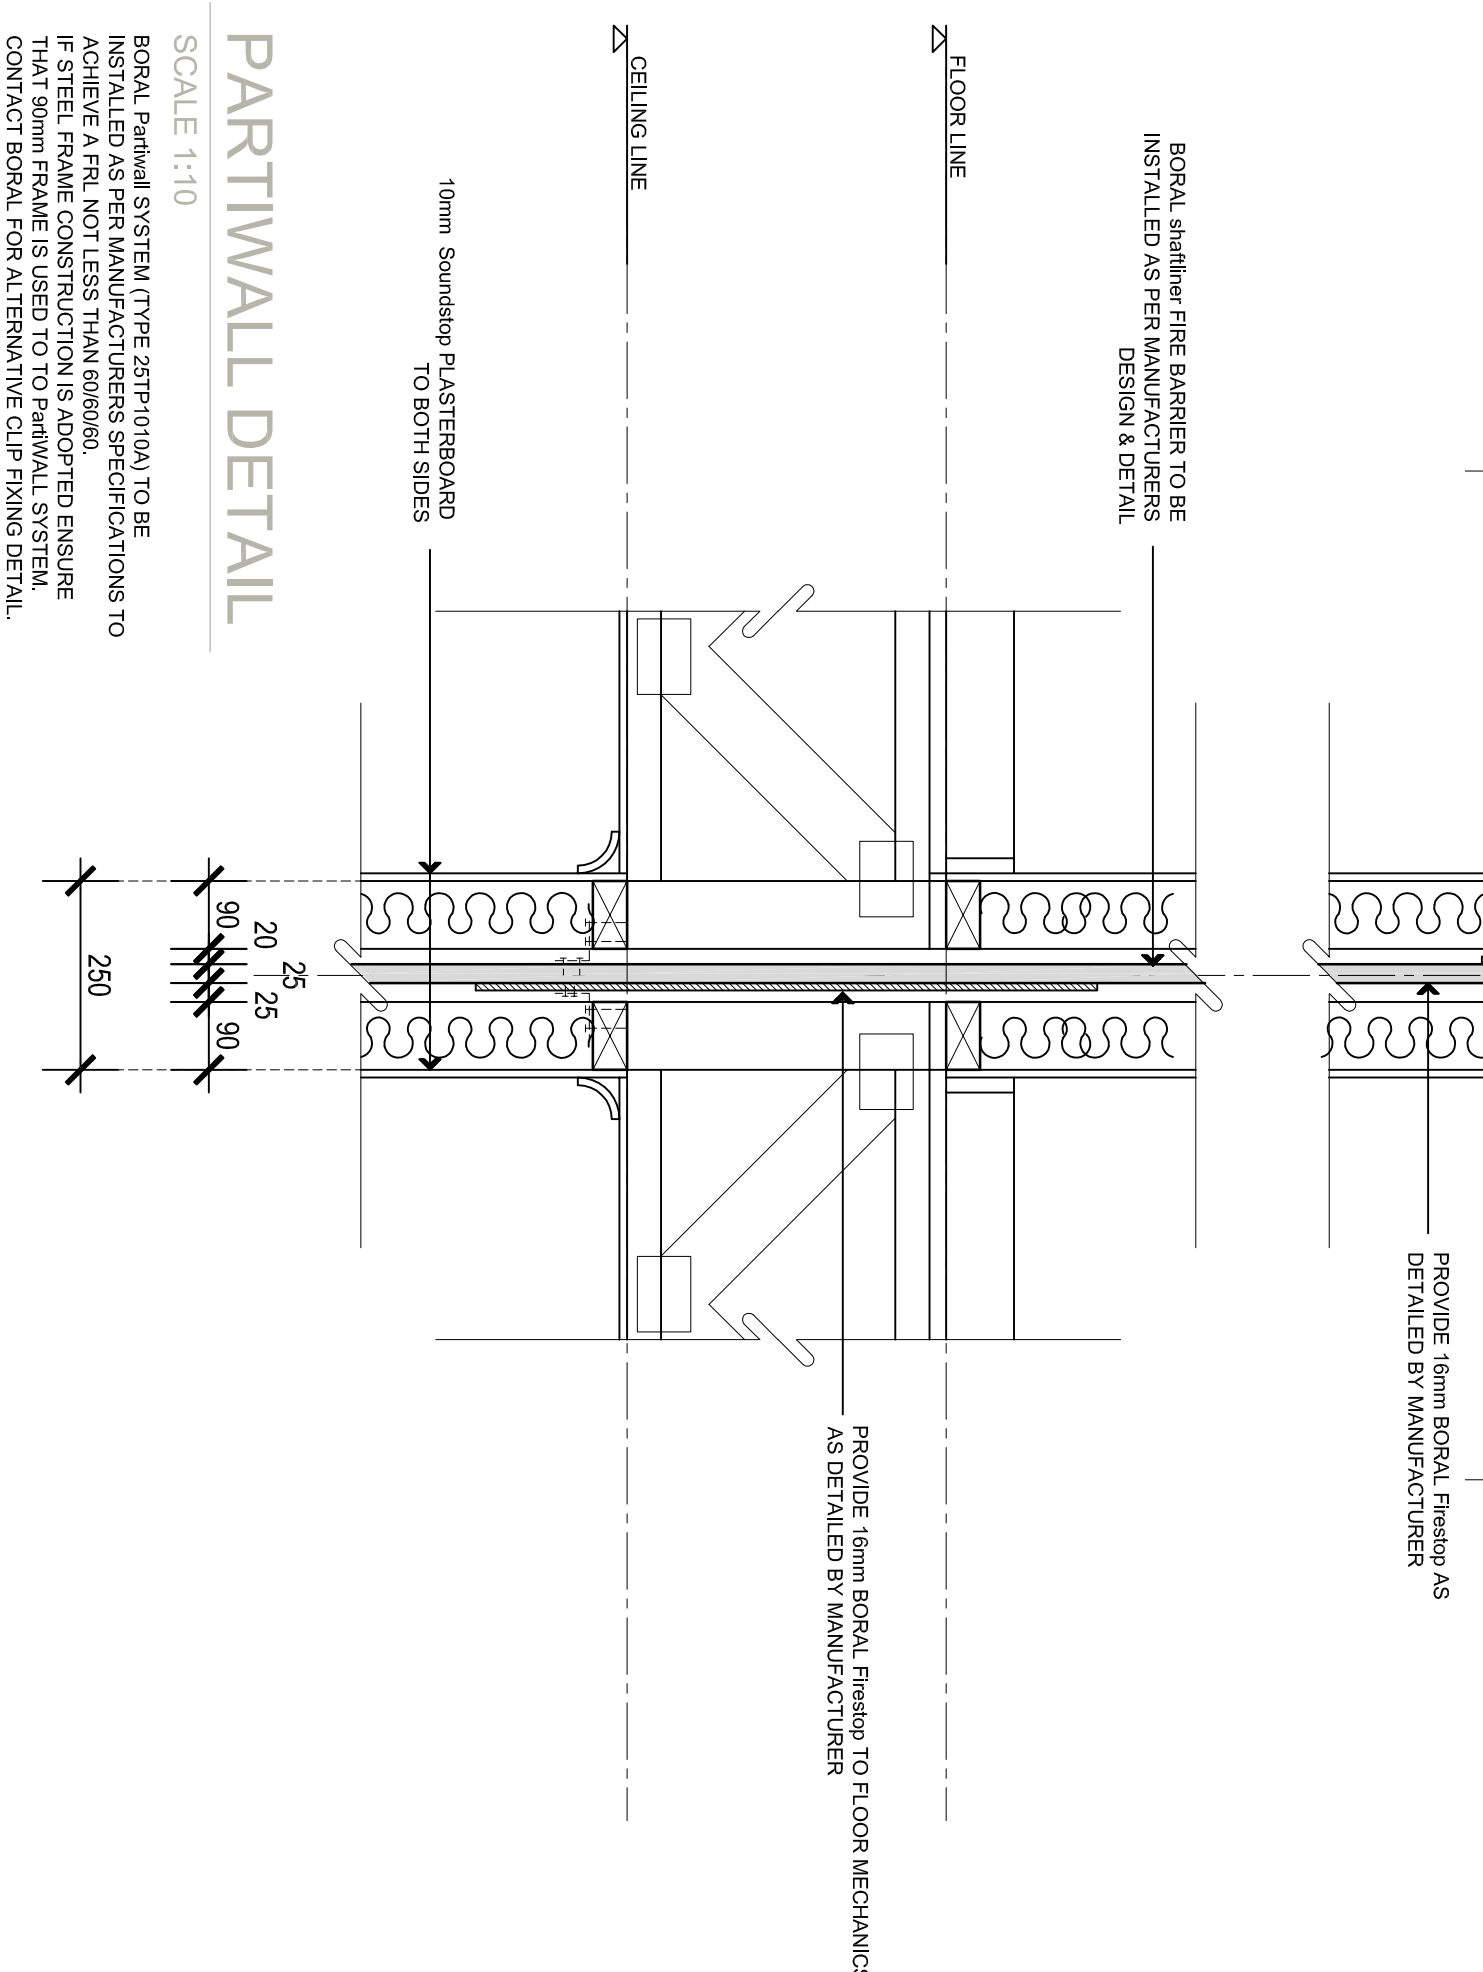 PROVIDE 16mm BORAL Firestop AS
DETAILED BY MANUFACTURER
BORAL shaftliner FIRE BARRIER TO BE
INSTALLED AS PER MANUFACTURERS
DESIGN & DETAIL
FLOOR LINE
PROVIDE 16mm BORAL Firestop TO FLOOR MECHANICS
AS DETAILED BY MANUFACTURER
CEILING LINE
10mm Soundstop PLASTERBOARD
TO BOTH SIDES
25
20
25
90
90
250
PARTIWALL DETAIL
SCALE 1:10
BORAL Partiwall SYSTEM (TYPE 25TP1010A) TO BE
INSTALLED AS PER MANUFACTURERS SPECIFICATIONS TO
ACHIEVE A FRL NOT LESS THAN 60/60/60.
IF STEEL FRAME CONSTRUCTION IS ADOPTED ENSURE
THAT 90mm FRAME IS USED TO TO PartiWALL SYSTEM.
CONTACT BORAL FOR ALTERNATIVE CLIP FIXING DETAIL.